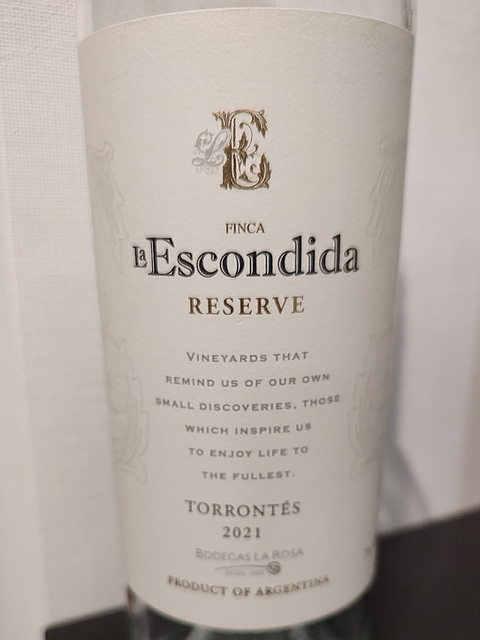 FINCA
La Escondida
RESERVE
VINEYARDS THAT
REMIND US OF OUR OWN
SMALL DISCOVERIES, THOSE
WHICH INSPIRE US
TO ENJOY LIFE TO
THE FULLEST.
TORRONTÉS
2021
BODEGAS LA ROSA
PRODUCT OF ARGENTINA